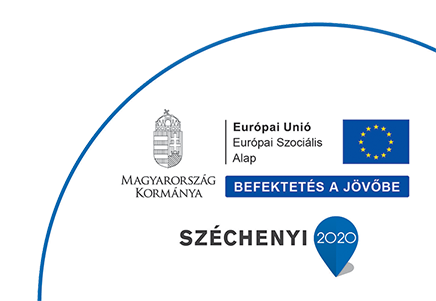 Európai Unió
Európai Szociális
Alap
MAGYARORSZÁG
KORMÁNYA
BEFEKTETÉS A JÖVŐBE
SZÉCHENYI 2020